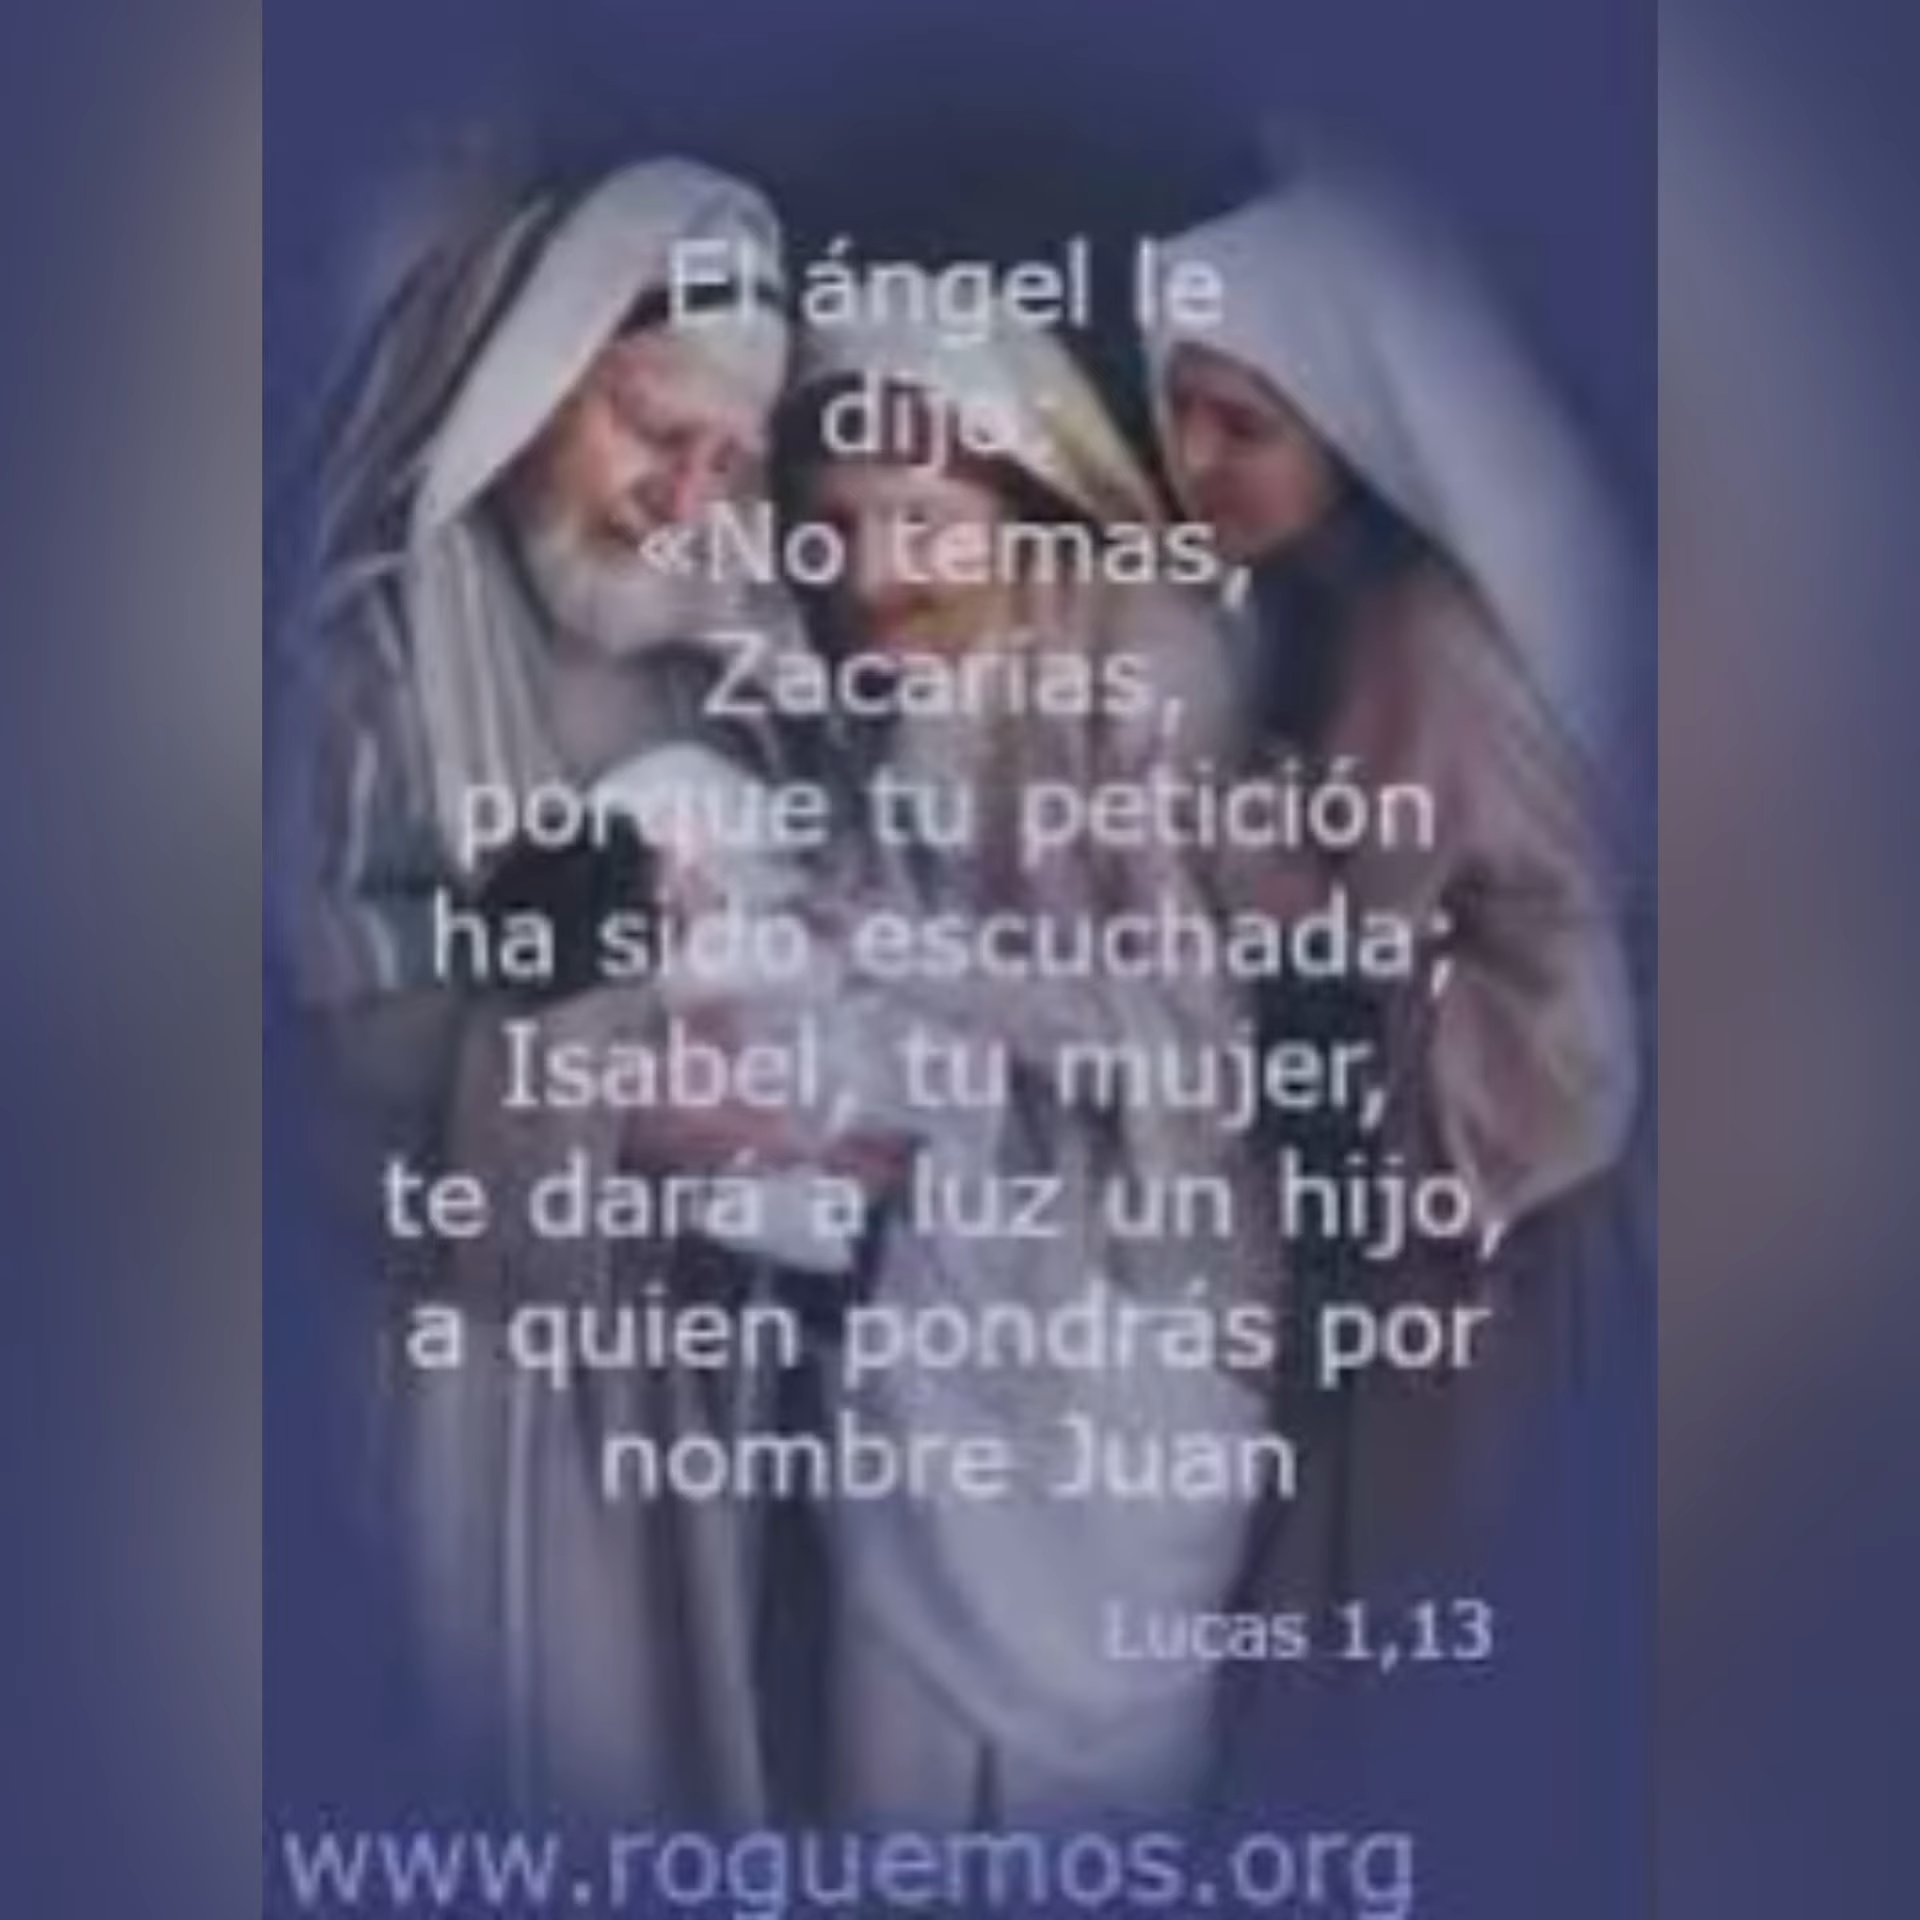 El ángel le
dijo:
«No temas,
Zacarías,
porque tu petición
ha sido escuchada;
Isabel, tu mujer,
te dará a luz un hijo,
a quien pondrás por
nombre Juan
Lucas 1,13
www.roguemos.org